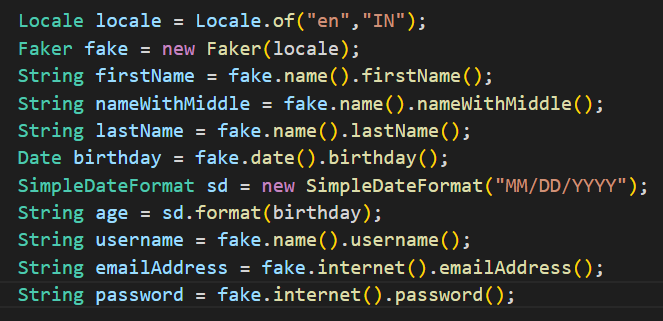 Locale locale = Locale.of("en","IN");
Faker fake = new Faker(locale);
String firstName = fake.name().firstName();
String nameWithMiddle = fake.name().nameWithMiddle();
String lastName = fake.name().lastName();
Date birthday = fake.date().birthday();
SimpleDateFormat sd = new SimpleDateFormat("MM/DD/YYYY");
String age = sd.format(birthday);
String username = fake.name().username();
String emailAddress = fake.internet().emailAddress();
String password = fake.internet().password();